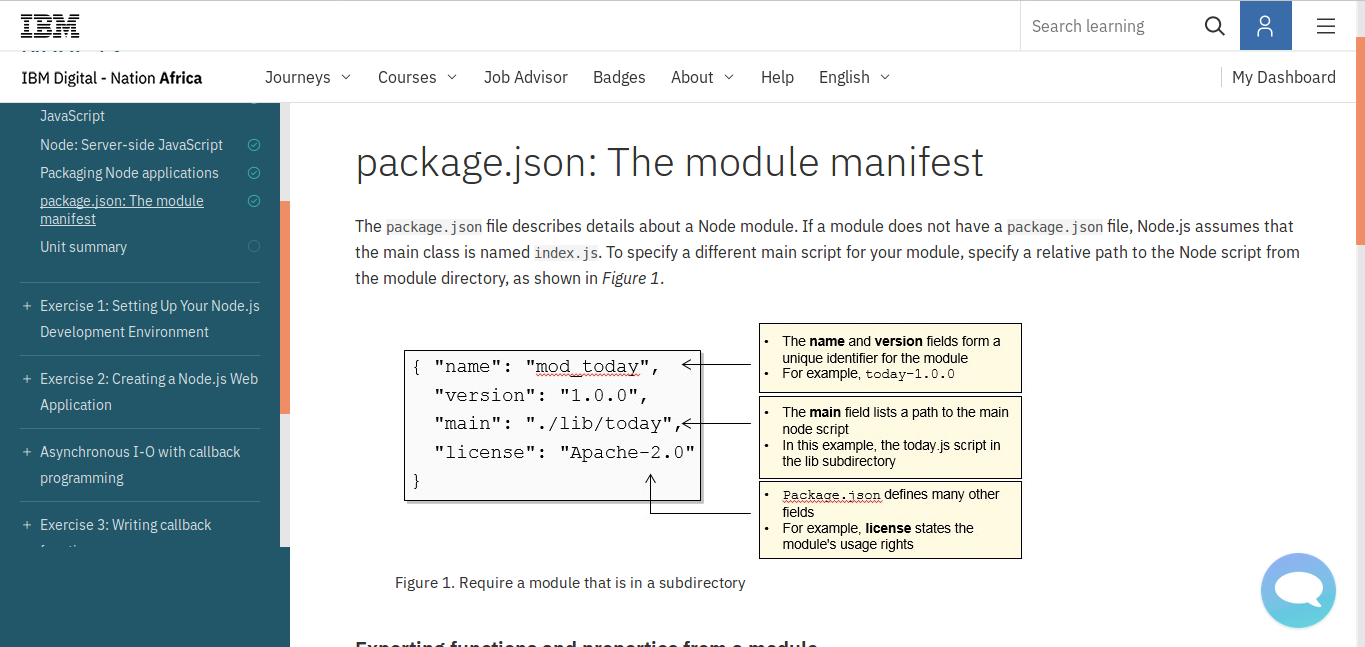 IBM
Search learning
IBM Digital - Nation Africa
Journeys
Courses
Job Advisor
Badges
About
Help
English
My Dashboard
JavaScript
Node: Server-side JavaScript
Packaging Node applications
package.json: The module
manifest
Unit summary
+ Exercise 1: Setting Up Your Node.js
Development Environment
+ Exercise 2: Creating a Node.js Web
Application
+ Asynchronous I-O with callback
programming
+ Exercise 3: Writing callback
package.json: The module manifest
The package.json file describes details about a Node module. If a module does not have a package.json file, Node.js assumes that
the main class is named index.js. To specify a different main script for your module, specify a relative path to the Node script from
the module directory, as shown in Figure 1.
{ "name": "mod_today",
"version": "1.0.0",
"main": "./lib/today",
"license": "Apache-2.0"
}
• The name and version fields form a
unique identifier for the module
• For example, today-1.0.0
• The main field lists a path to the main
node script
• In this example, the today.js script in
the lib subdirectory
• Package.json defines many other
fields
• For example, license states the
module's usage rights
Figure 1. Require a module that is in a subdirectory
Exporting functions and properties from a module